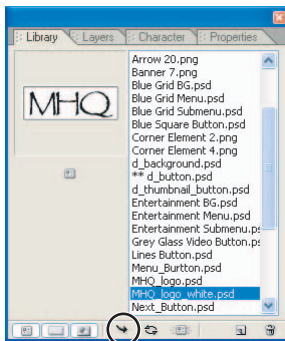 Library Layers Character Properties
MHQ
Arrow 20.png
Banner 7.png
Blue Grid BG.psd
Blue Grid Menu.psd
Blue Grid Submenu.psd
Blue Square Button.psd
Corner Element 2.png
Corner Element 4.png
d_background.psd
** d_button.psd
d_thumbnail_button.psd
Entertainment BG.psd
Entertainment Menu.psd
Entertainment Submenu.ps
Grey Glass Video Button.ps
Lines Button.psd
Menu_Burtton.psd
MHQ_logo.psd
MHQ_logo_white.psd
Next_Button.psd